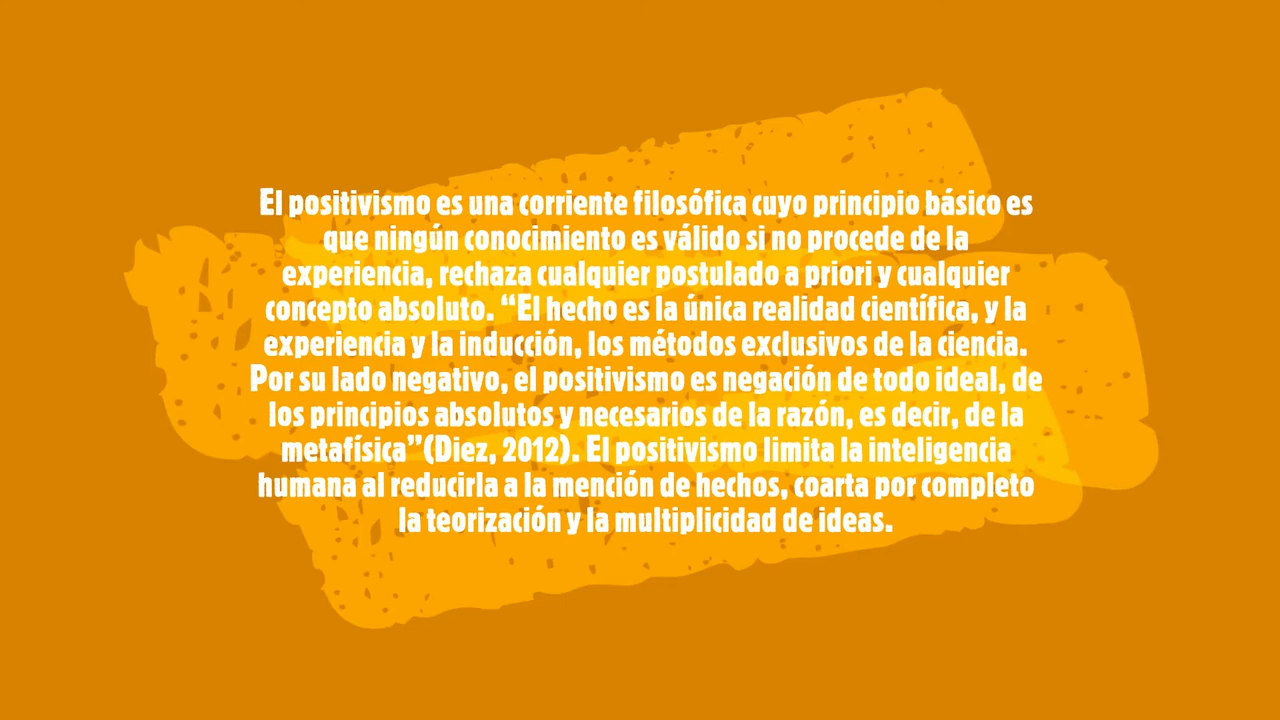 El positivismo es una corriente filosófica cuyo principio básico es
que ningún conocimiento es válido si no procede de la
experiencia, rechaza cualquier postulado a priori y cualquier
concepto absoluto. “El hecho es la única realidad científica, y la
experiencia y la inducción, los métodos exclusivos de la ciencia.
Por su lado negativo, el positivismo es negación de todo ideal, de
los principios absolutos y necesarios de la razón, es decir, de la
metafísica”(Diez, 2012). El positivismo limita la inteligencia
humana al reducirla a la mención de hechos, coarta por completo
la teorización y la multiplicidad de ideas.